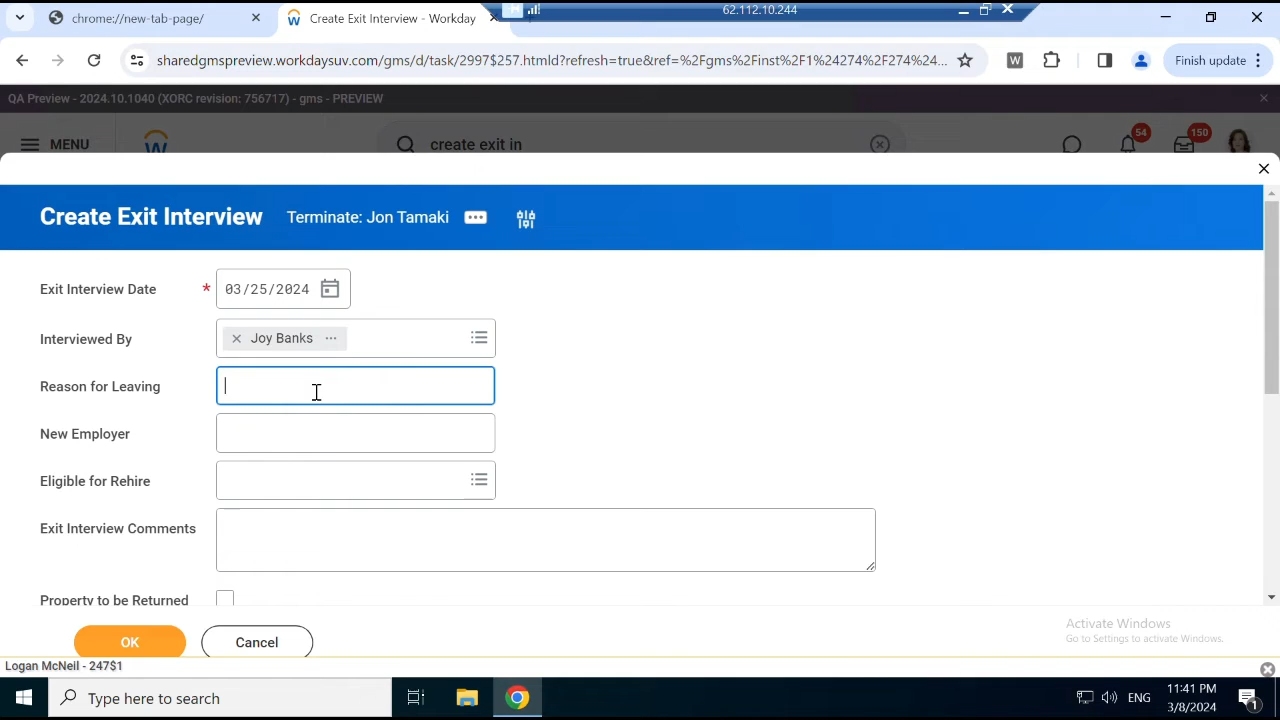 chrome://new-tab-page/
Create Exit Interview - Workday
62.112.10.244
sharedgmspreview.workdaysuv.com/gms/d/task/2997$257.htmld?refresh=true&ref=%2Fgms%2Finst%2F1%24274%2F274%24...
W
Finish update
QA Preview - 2024.10.1040 (XORC revision: 756717) - gms - PREVIEW
MENU
create exit in
54
150
Create Exit Interview
Terminate: Jon Tamaki
Exit Interview Date
*
03/25/2024
Interviewed By
Joy Banks
Reason for Leaving
New Employer
Eligible for Rehire
Exit Interview Comments
Property to be Returned
OK
Cancel
Activate Windows
Go to Settings to activate Windows.
Logan McNeil - 247$1
Type here to search
ENG
11:41 PM
3/8/2024
1